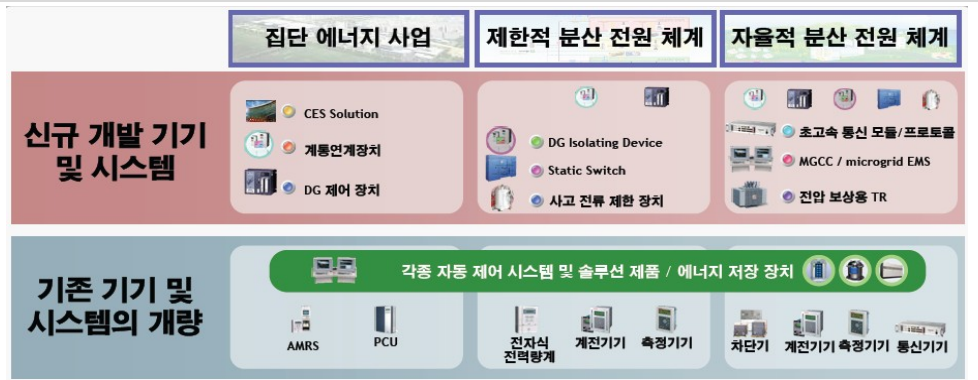 집단 에너지 사업
제한적 분산 전원 체계
자율적 분산 전원 체계
신규 개발 기기
및 시스템
CES Solution
계통연계장치
DG 제어 장치
DG Isolating Device
Static Switch
사고 전류 제한 장치
초고속 통신 모듈/프로토콜
MGCC / microgrid EMS
전압 보상용 TR
기존 기기 및
시스템의 개량
각종 자동 제어 시스템 및 솔루션 제품 / 에너지 저장 장치
AMRS
PCU
전자식
전력량계
계전기기
측정기기
차단기
계전기기
측정기기
통신기기